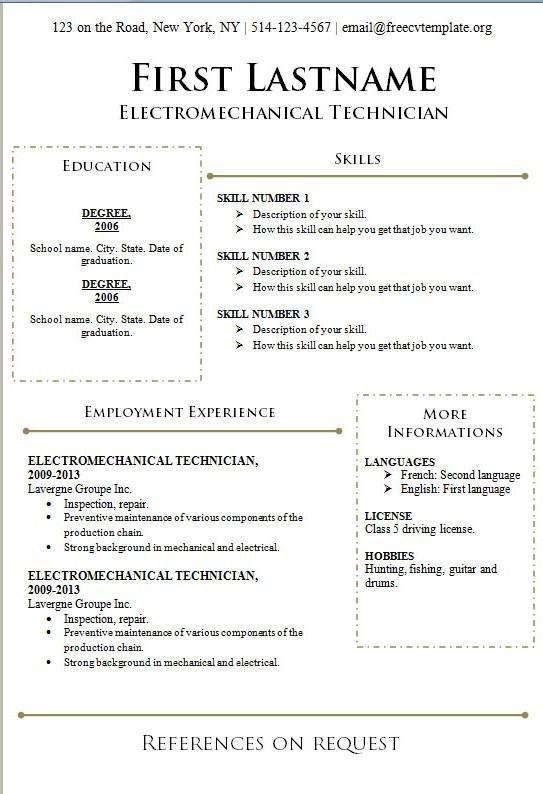 123 on the Road, New York, NY | 514-123-4567 | email@freecvtemplate.org
First Lastname
Electromechanical Technician
Education
DEGREE,
2006
School name. City. State. Date of
graduation.
DEGREE,
2006
School name. City. State. Date of
graduation.
Skills
SKILL NUMBER 1
➢ Description of your skill.
➢ How this skill can help you get that job you want.
SKILL NUMBER 2
➢ Description of your skill.
➢ How this skill can help you get that job you want.
SKILL NUMBER 3
➢ Description of your skill.
➢ How this skill can help you get that job you want.
Employment Experience
ELECTROMECHANICAL TECHNICIAN,
2009-2013
Lavergne Groupe Inc.
• Inspection, repair.
• Preventive maintenance of various components of the
production chain.
• Strong background in mechanical and electrical.
ELECTROMECHANICAL TECHNICIAN,
2009-2013
Lavergne Groupe Inc.
• Inspection, repair.
• Preventive maintenance of various components of the
production chain.
• Strong background in mechanical and electrical.
More
Informations
LANGUAGES
➢ French: Second language
➢ English: First language
LICENSE
Class 5 driving license.
HOBBIES
Hunting, fishing, guitar and
drums.
References on request